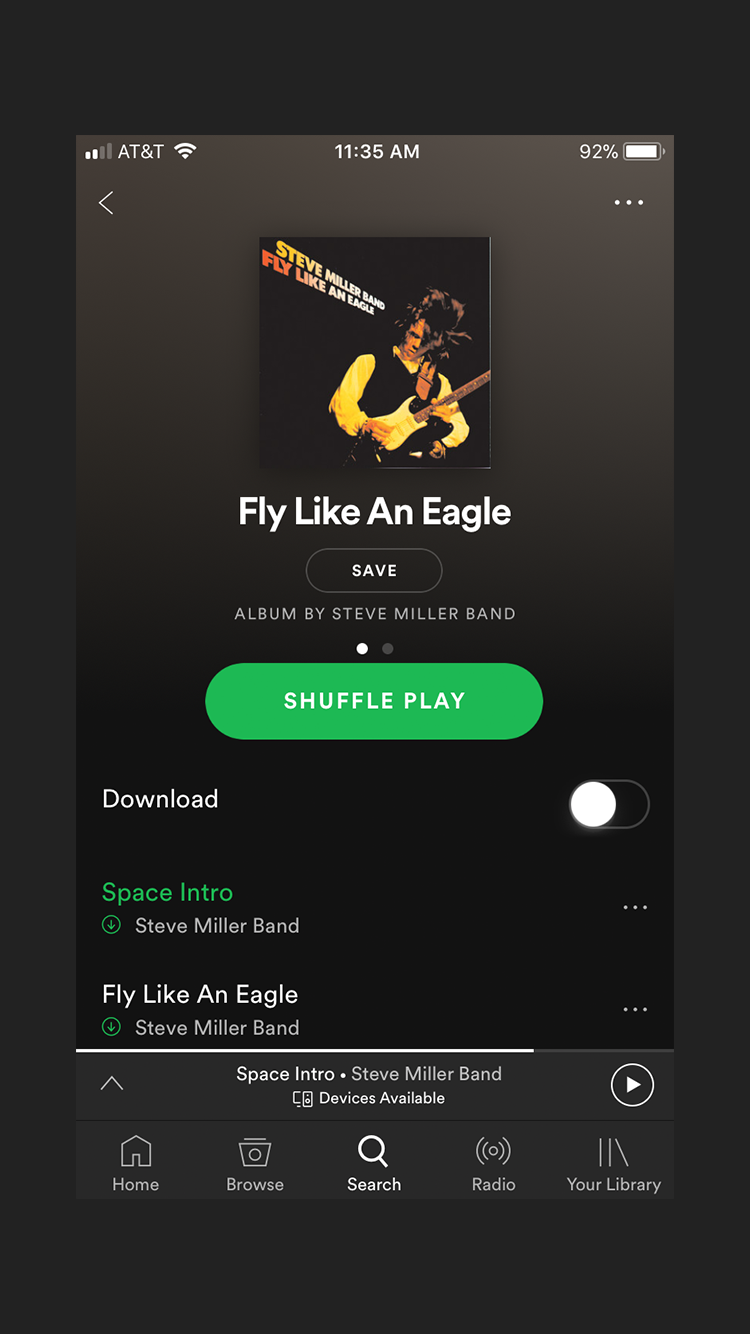 AT&T 11:35 AM 92%
STEVE MILLER BAND
FLY LIKE AN EAGLE
Fly Like An Eagle
SAVE
ALBUM BY STEVE MILLER BAND
SHUFFLE PLAY
Download
Space Intro
Steve Miller Band
Fly Like An Eagle
Steve Miller Band
Space Intro • Steve Miller Band
Devices Available
Home Browse Search Radio Your Library